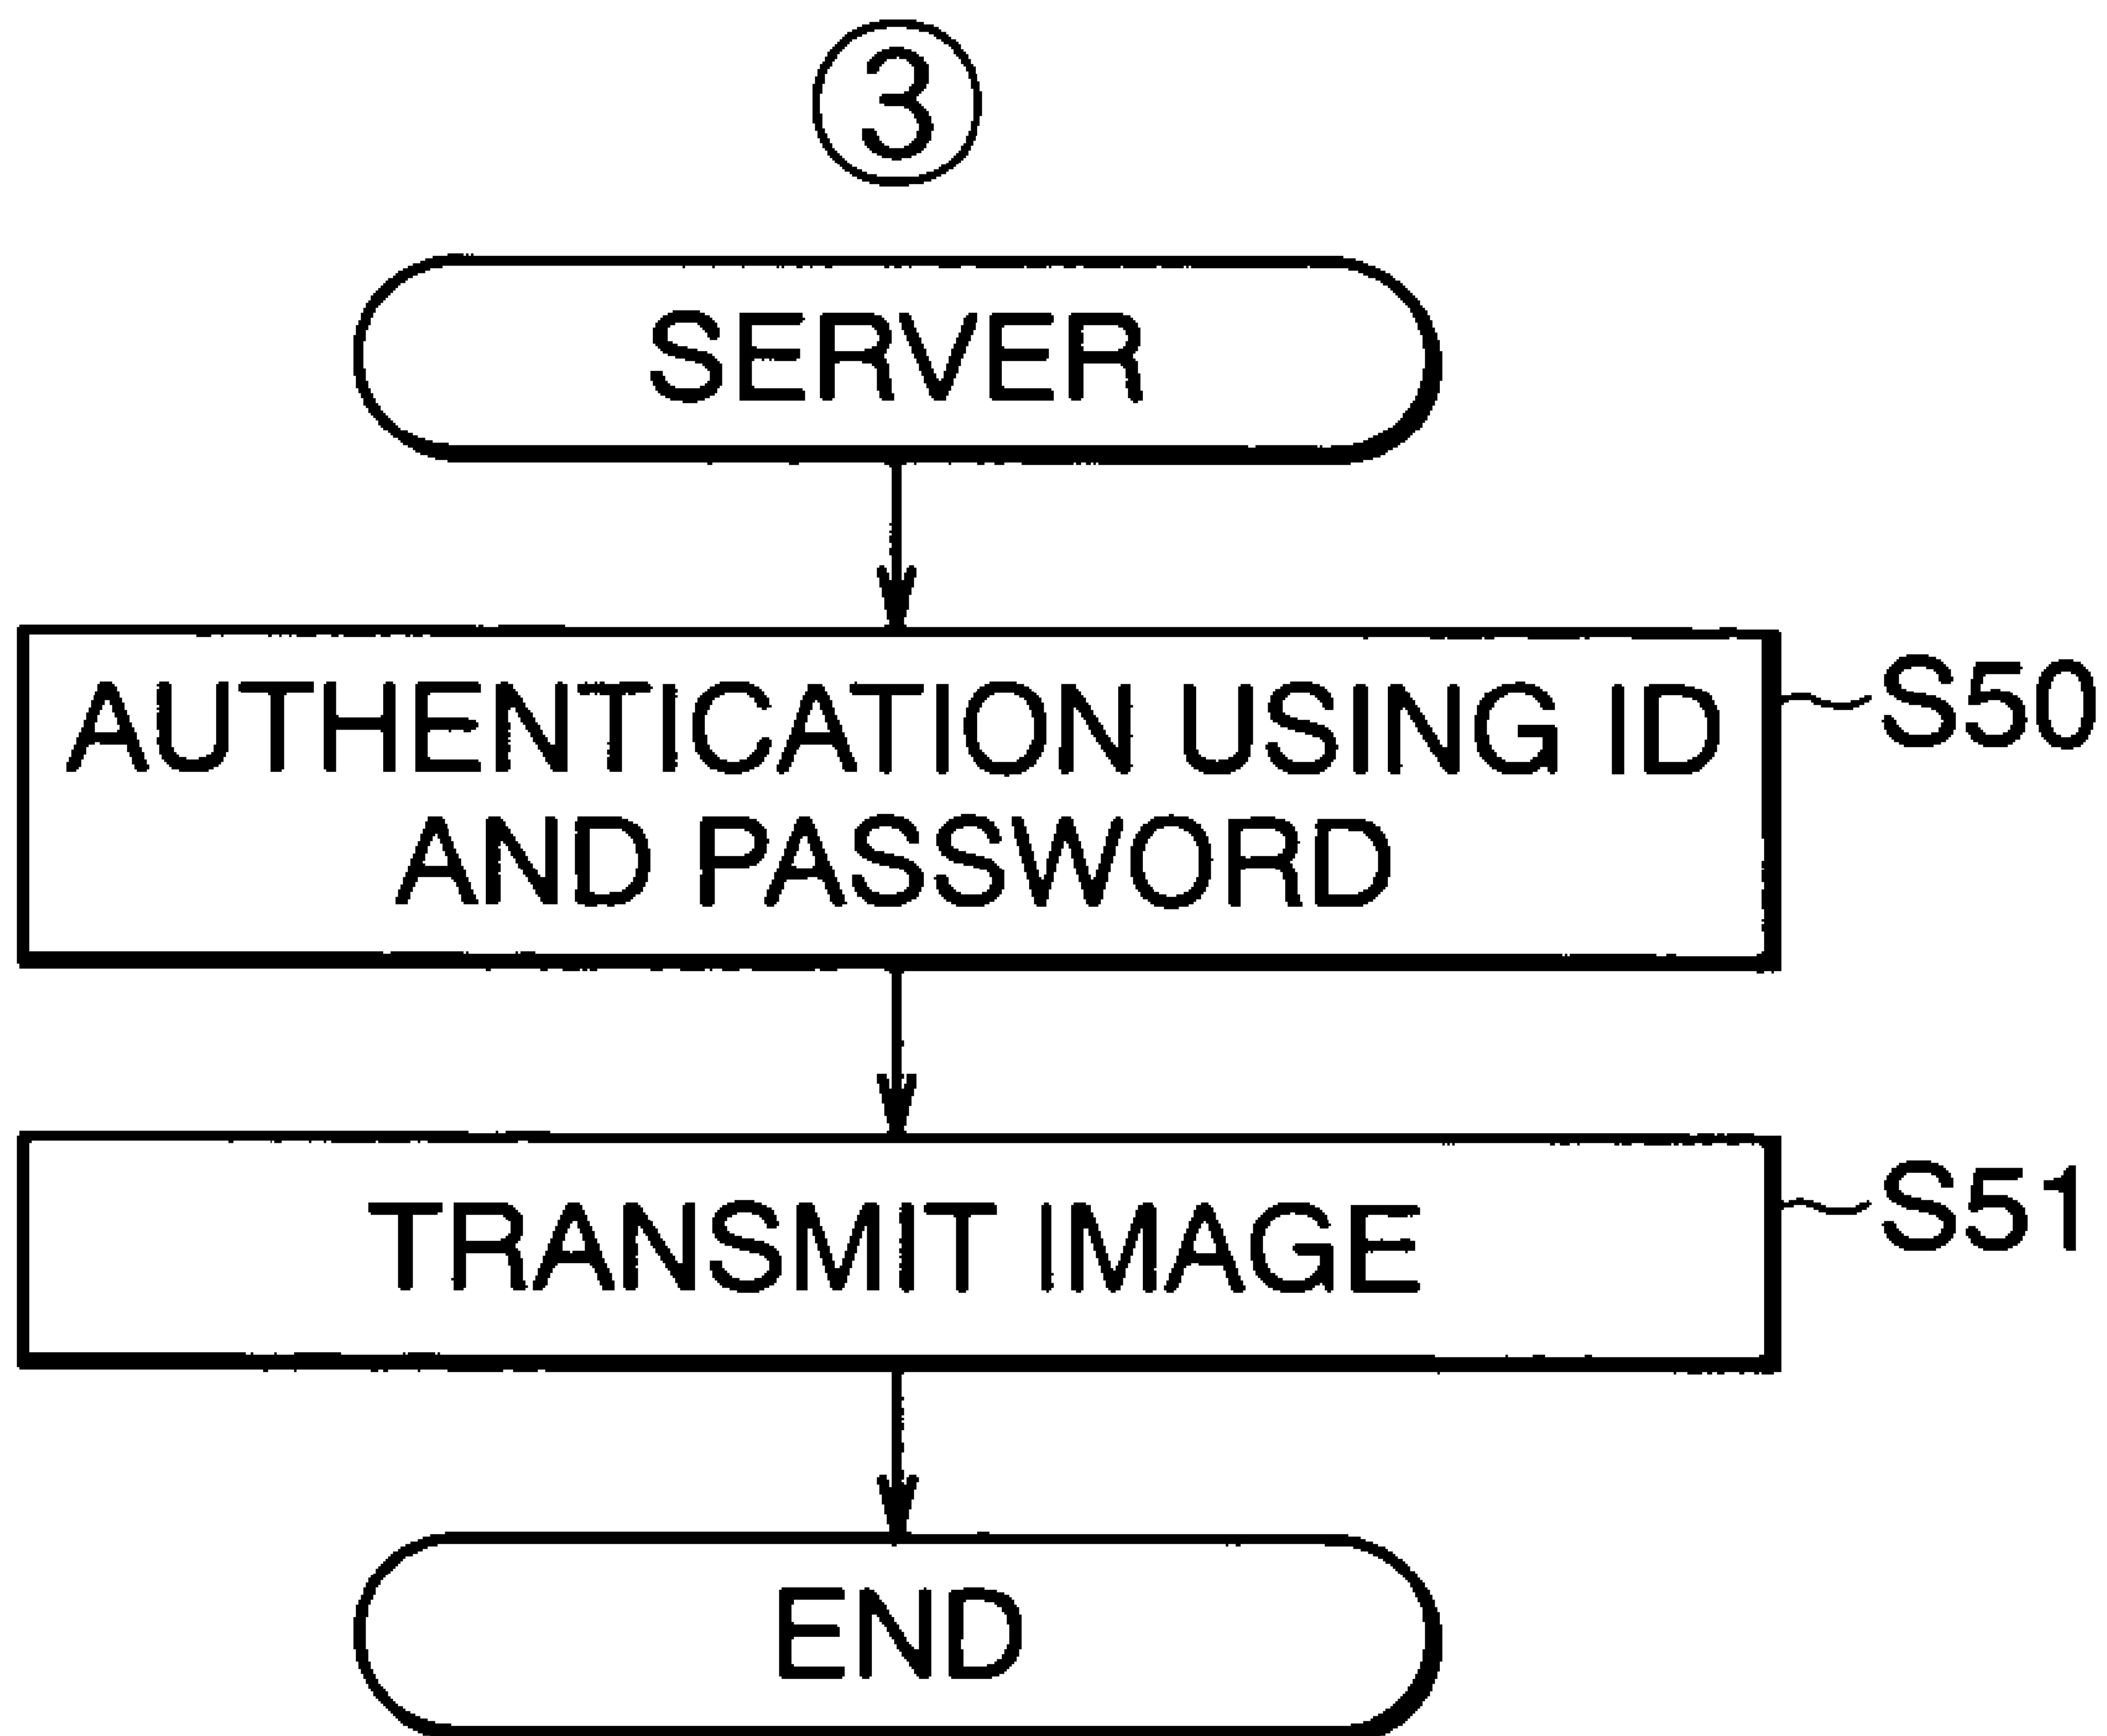 3
SERVER
AUTHENTICATION USING ID
AND PASSWORD
S50
TRANSMIT IMAGE
S51
END